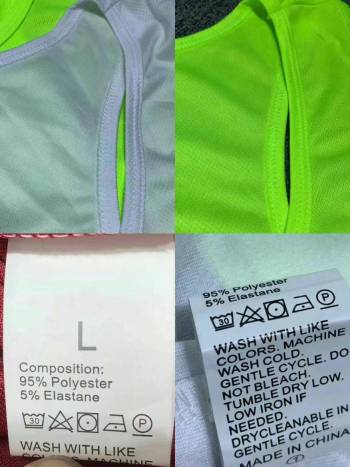 L
Composition:
95% Polyester
5% Elastane
30
P
WASH WITH LIKE
95% Polyester
5% Elastane
30
P
WASH WITH LIKE
COLORS. MACHINE
WASH COLD.
GENTLE CYCLE. DO
NOT BLEACH.
TUMBLE DRY LOW.
LOW IRON IF
NEEDED.
DRYCLEANABLE IN
GENTLE CYCLE.
MADE IN CHINA